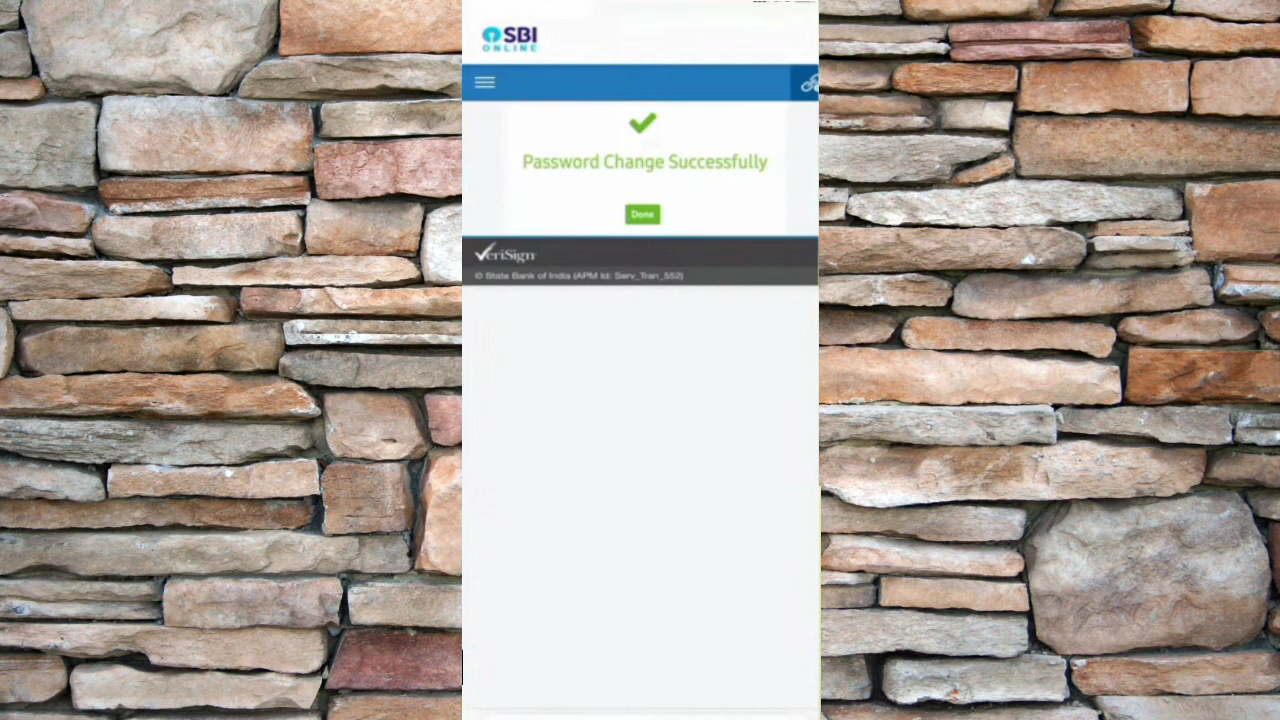 SBI
ONLINE
Password Change Successfully
Done
VeriSign
© State Bank of India (APM Id: Serv_Tran_552)